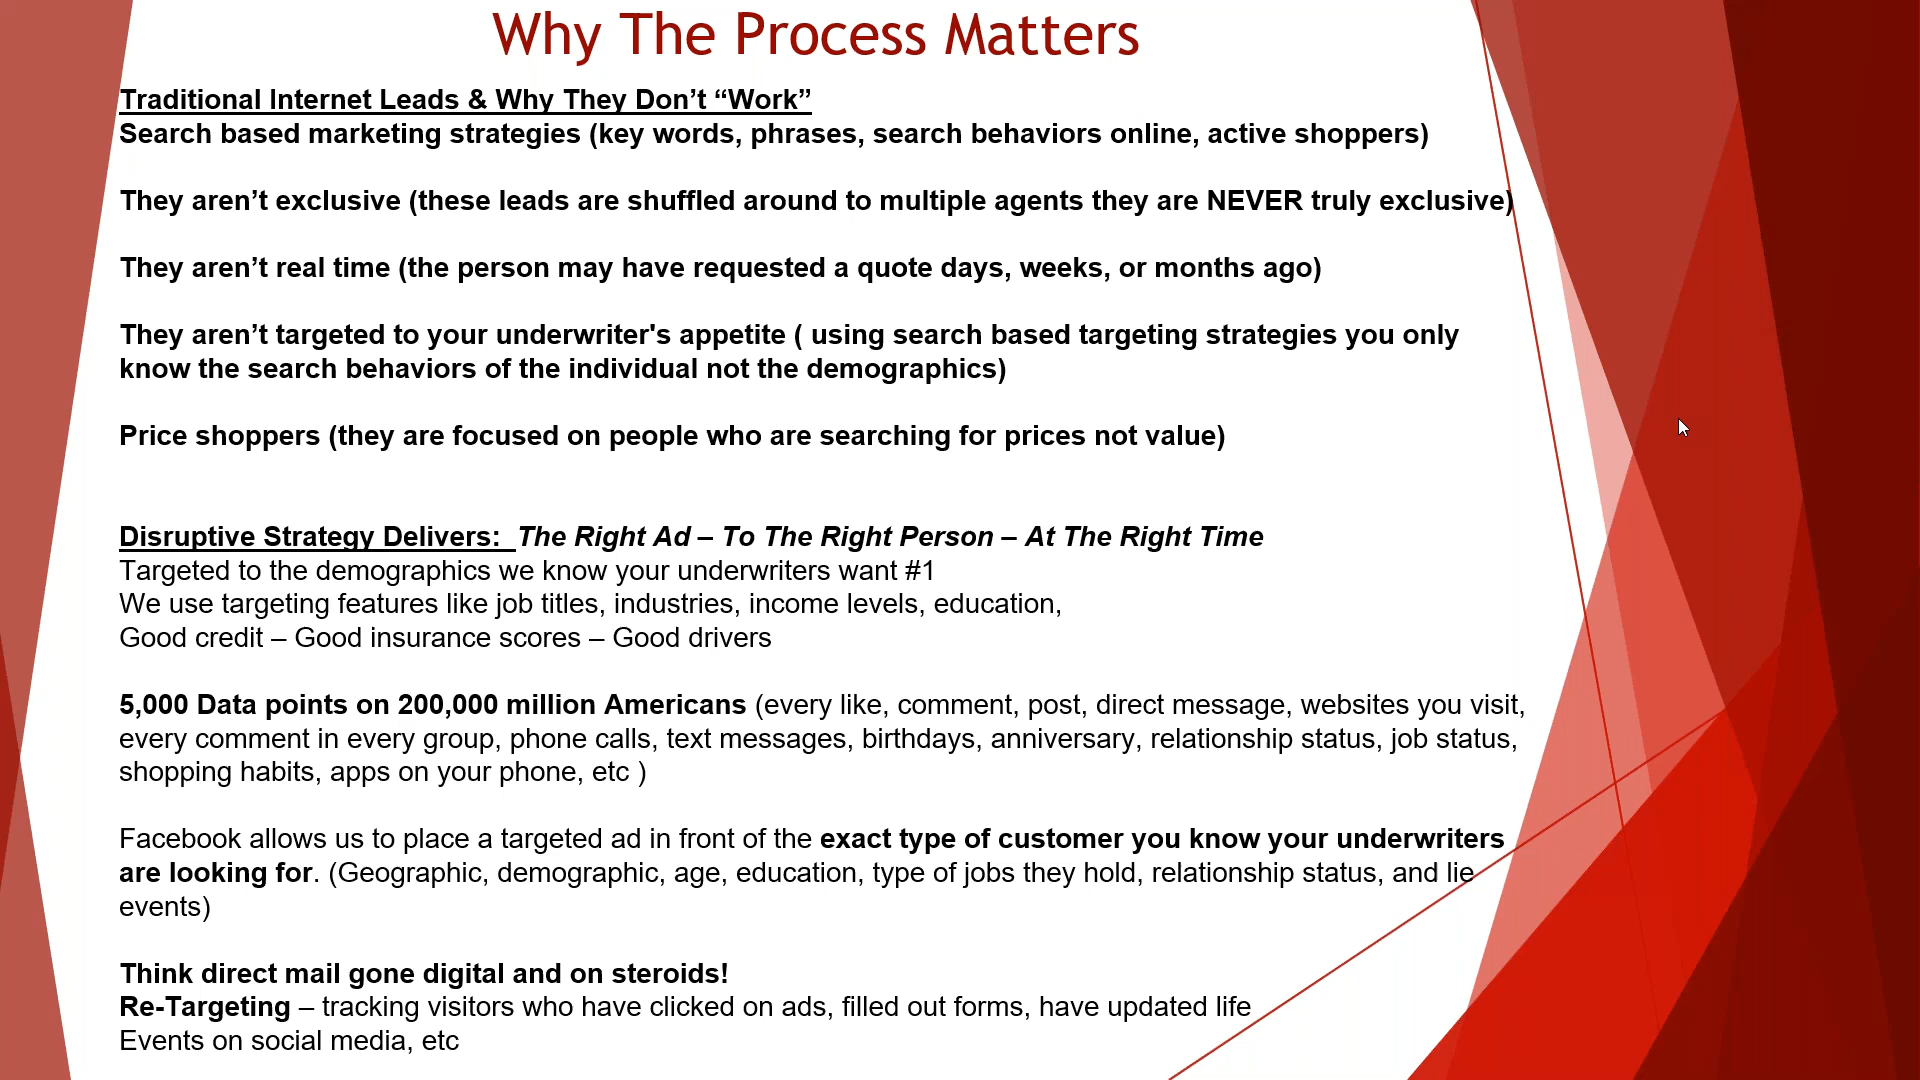 Why The Process Matters
Traditional Internet Leads & Why They Don’t “Work”
Search based marketing strategies (key words, phrases, search behaviors online, active shoppers)
They aren’t exclusive (these leads are shuffled around to multiple agents they are NEVER truly exclusive)
They aren’t real time (the person may have requested a quote days, weeks, or months ago)
They aren’t targeted to your underwriter's appetite ( using search based targeting strategies you only
know the search behaviors of the individual not the demographics)
Price shoppers (they are focused on people who are searching for prices not value)
Disruptive Strategy Delivers:  The Right Ad – To The Right Person – At The Right Time
Targeted to the demographics we know your underwriters want #1
We use targeting features like job titles, industries, income levels, education,
Good credit – Good insurance scores – Good drivers
5,000 Data points on 200,000 million Americans (every like, comment, post, direct message, websites you visit,
every comment in every group, phone calls, text messages, birthdays, anniversary, relationship status, job status,
shopping habits, apps on your phone, etc )
Facebook allows us to place a targeted ad in front of the exact type of customer you know your underwriters
are looking for. (Geographic, demographic, age, education, type of jobs they hold, relationship status, and lie
events)
Think direct mail gone digital and on steroids!
Re-Targeting – tracking visitors who have clicked on ads, filled out forms, have updated life
Events on social media, etc